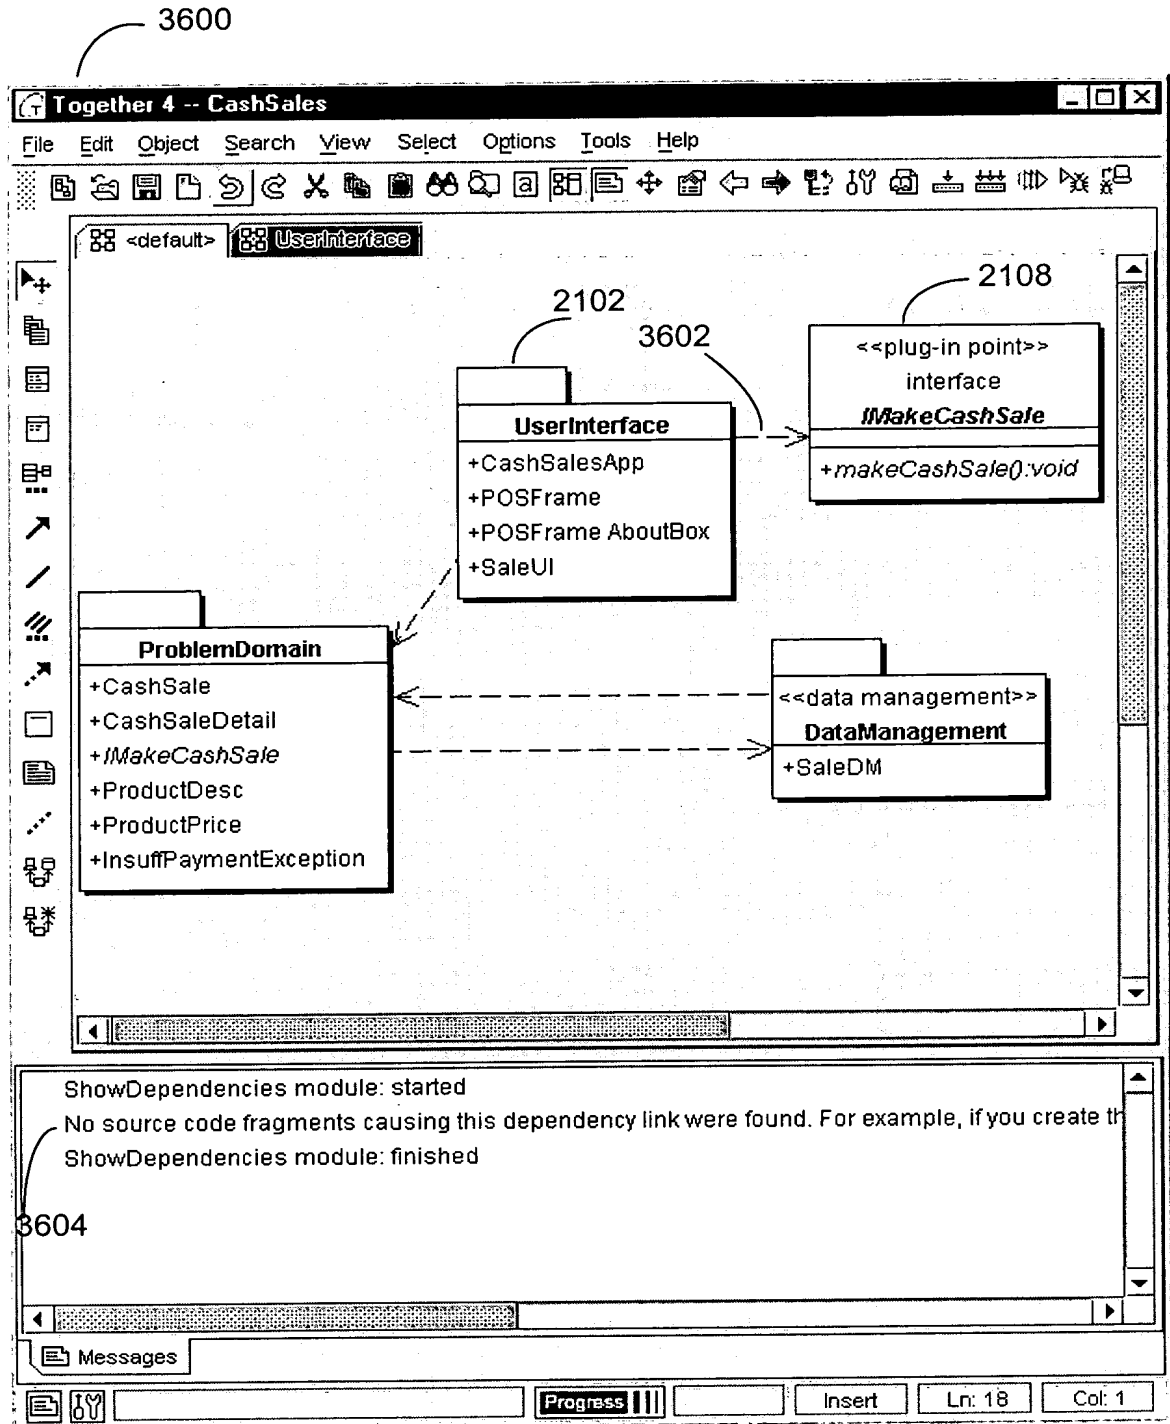 3600
Together 4 -- CashSales
File Edit Object Search View Select Options Tools Help
a
<default> UserInterface
2102
2108
3602
<<plug-in point>>
interface
IMakeCashSale
+makeCashSale():void
UserInterface
+CashSalesApp
+POSFrame
+POSFrame AboutBox
+SaleUI
ProblemDomain
+CashSale
+CashSaleDetail
+IMakeCashSale
+ProductDesc
+ProductPrice
+InsuffPaymentException
<<data management>>
DataManagement
+SaleDM
ShowDependencies module: started
No source code fragments causing this dependency link were found. For example, if you create th
ShowDependencies module: finished
3604
Messages
Progress Insert Ln: 18 Col: 1